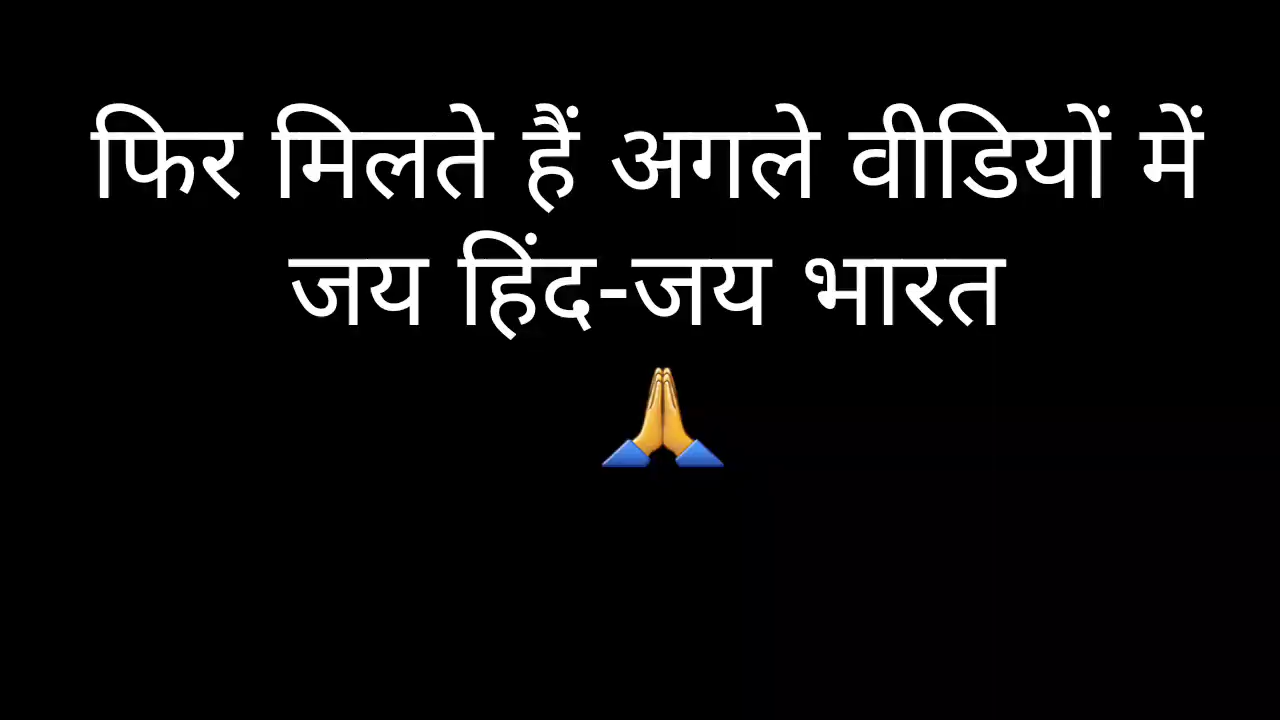 फिर मिलते हैं अगले वीडियों में
जय हिंद-जय भारत
🙏